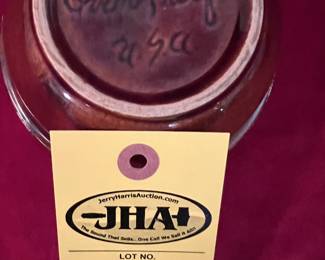 U.S.A
JerryHarrisAuction.com
JHA
The Sound That Sells... One Call We Sell It All!
LOT NO.